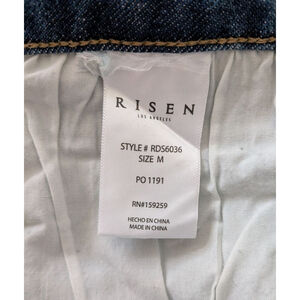 RISEN
LOS ANGELES
STYLE # RDS6036
SIZE M
PO 1191
RN#159259
HECHO EN CHINA
MADE IN CHINA